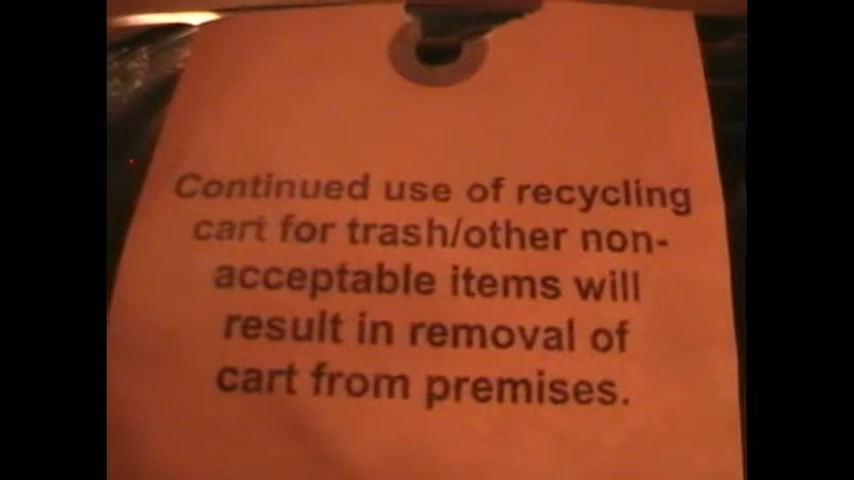 Continued use of recycling
cart for trash/other non-
acceptable items will
result in removal of
cart from premises.